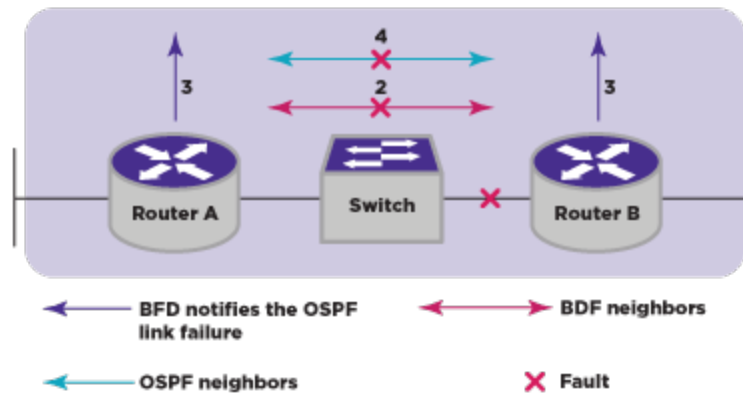 4
3
2
3
Router A
Switch
Router B
BFD notifies the OSPF
link failure
BDF neighbors
OSPF neighbors
Fault